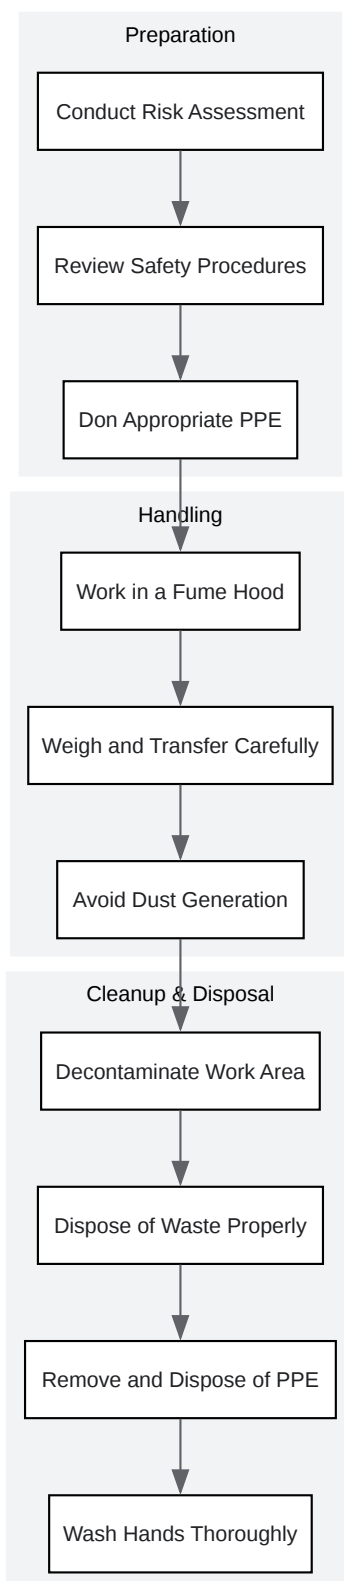 Preparation
Conduct Risk Assessment
Review Safety Procedures
Don Appropriate PPE
Handling
Work in a Fume Hood
Weigh and Transfer Carefully
Avoid Dust Generation
Cleanup & Disposal
Decontaminate Work Area
Dispose of Waste Properly
Remove and Dispose of PPE
Wash Hands Thoroughly